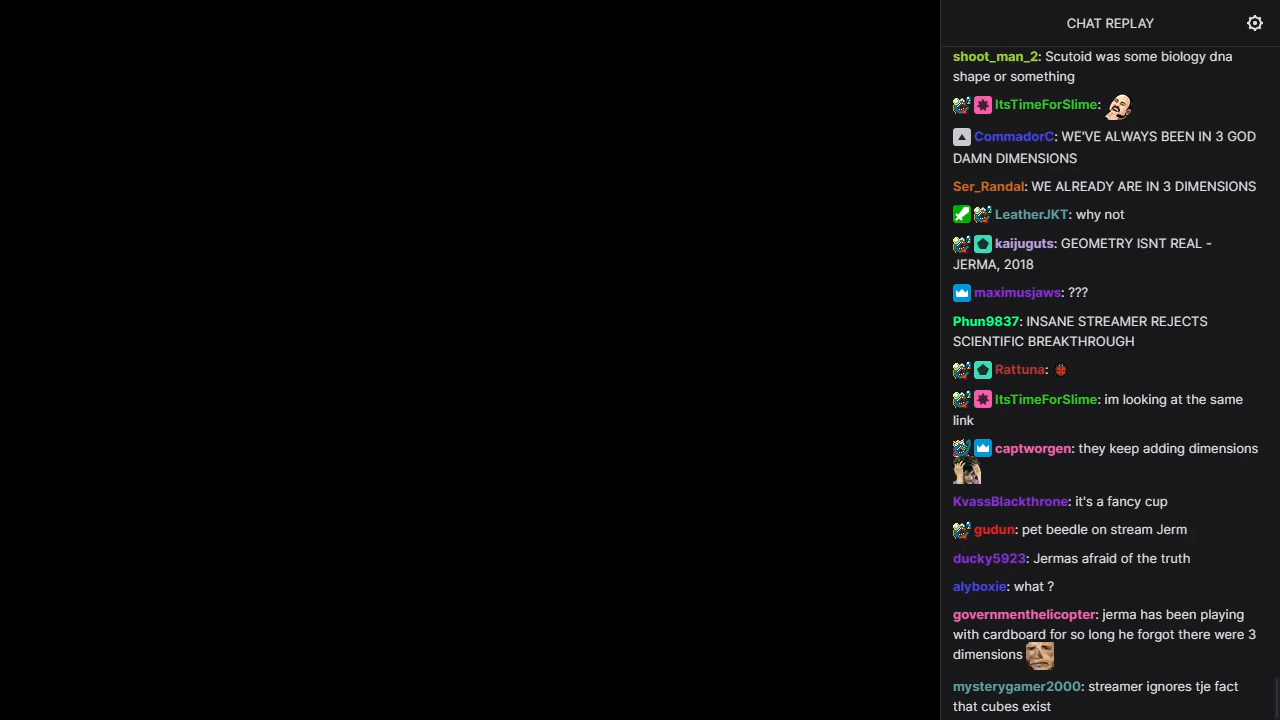 CHAT REPLAY
shoot_man_2: Scutoid was some biology dna
shape or something
ItsTimeForSlime:
CommadorC: WE'VE ALWAYS BEEN IN 3 GOD
DAMN DIMENSIONS
Ser_Randal: WE ALREADY ARE IN 3 DIMENSIONS
LeatherJKT: why not
kaijuguts: GEOMETRY ISNT REAL -
JERMA, 2018
maximusjaws: ???
Phun9837: INSANE STREAMER REJECTS
SCIENTIFIC BREAKTHROUGH
Rattuna:
ItsTimeForSlime: im looking at the same
link
captworgen: they keep adding dimensions
KvassBlackthrone: it's a fancy cup
gudun: pet beedle on stream Jerm
ducky5923: Jermas afraid of the truth
alyboxie: what ?
governmenthelicopter: jerma has been playing
with cardboard for so long he forgot there were 3
dimensions
mysterygamer2000: streamer ignores tje fact
that cubes exist